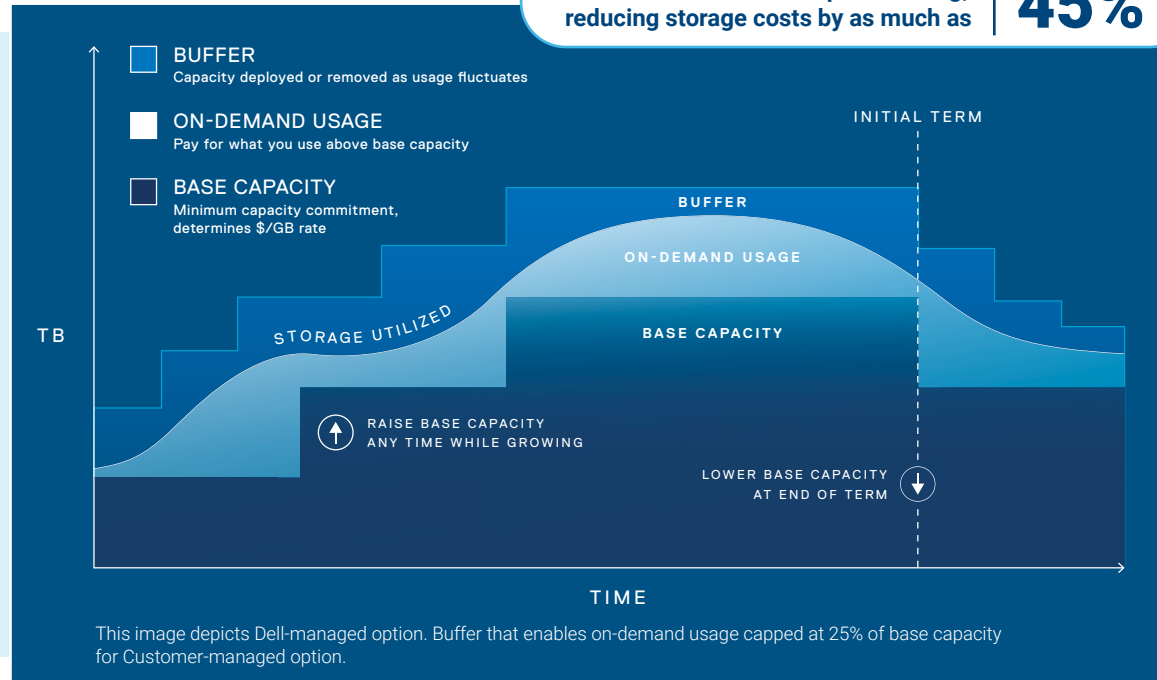 reducing storage costs by as much as
45%
BUFFER
Capacity deployed or removed as usage fluctuates
ON-DEMAND USAGE
Pay for what you use above base capacity
BASE CAPACITY
Minimum capacity commitment,
determines $/GB rate
INITIAL TERM
BUFFER
ON-DEMAND USAGE
STORAGE UTILIZED
BASE CAPACITY
TB
RAISE BASE CAPACITY
ANY TIME WHILE GROWING
LOWER BASE CAPACITY
AT END OF TERM
TIME
This image depicts Dell-managed option. Buffer that enables on-demand usage capped at 25% of base capacity
for Customer-managed option.